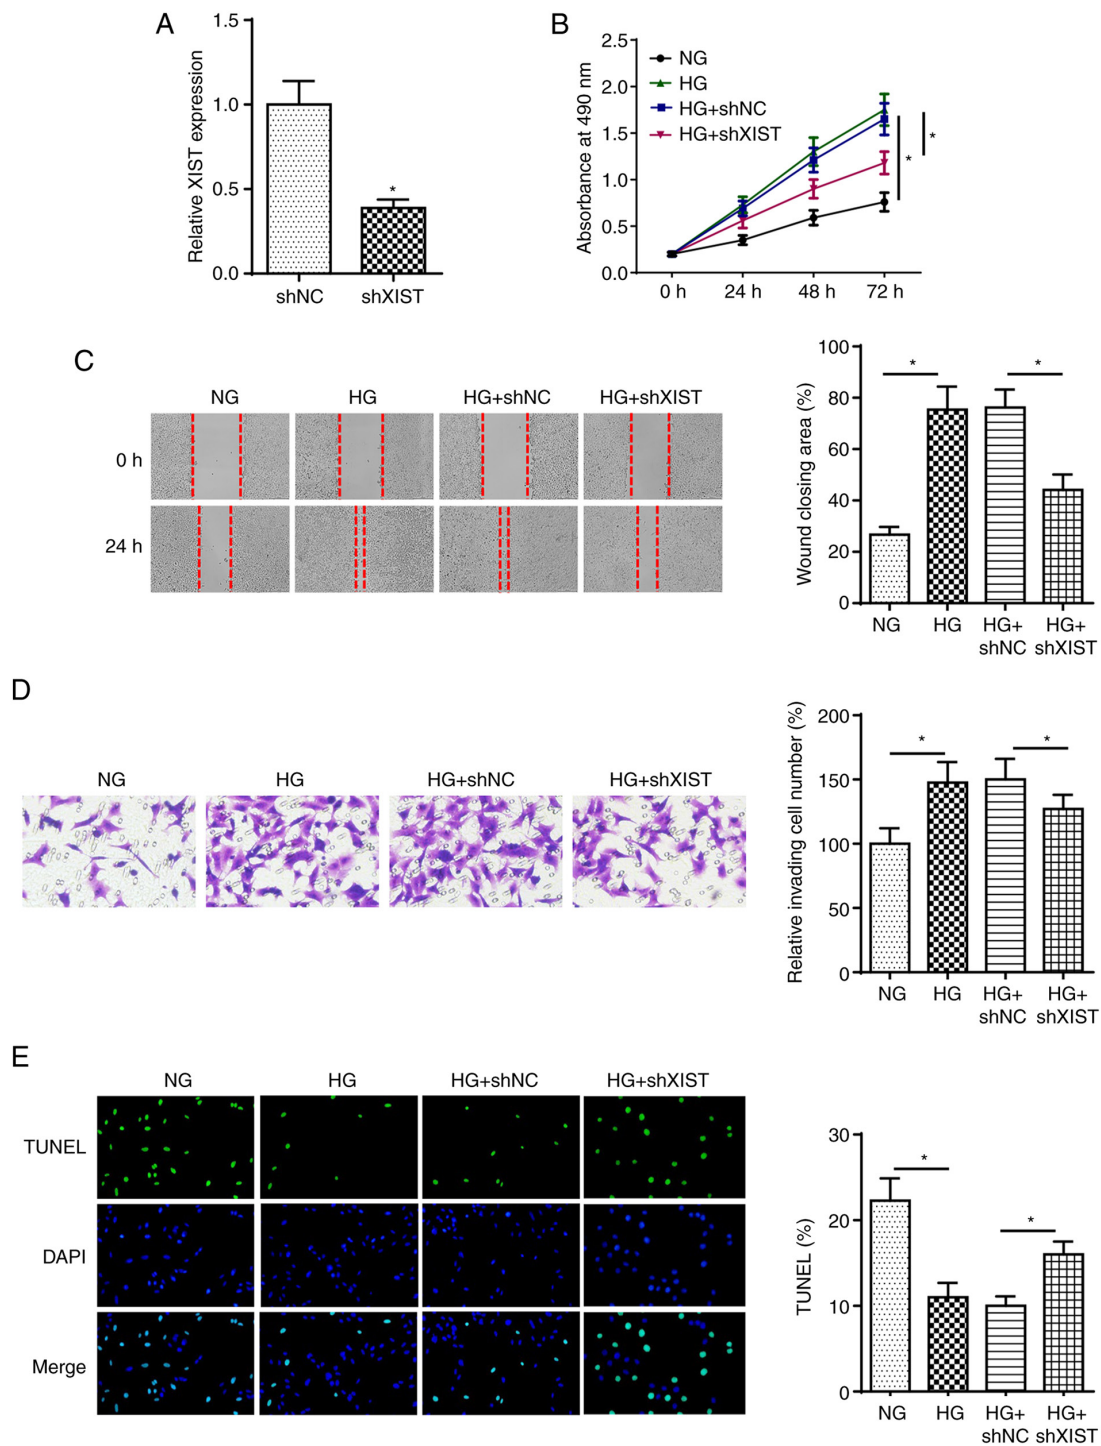 A
1.5
1.0
0.5
0.0
Relative XIST expression
*
shNC
shXIST
B
2.5
2.0
1.5
1.0
0.5
0.0
Absorbance at 490 nm
NG
HG
HG+shNC
HG+shXIST
*
*
0 h
24 h
48 h
72 h
C
NG
HG
HG+shNC
HG+shXIST
0 h
24 h
100
80
60
40
20
0
Wound closing area (%)
*
*
NG
HG
HG+
shNC
HG+
shXIST
D
NG
HG
HG+shNC
HG+shXIST
200
150
100
50
0
Relative invading cell number (%)
*
*
NG
HG
HG+
shNC
HG+
shXIST
E
NG
HG
HG+shNC
HG+shXIST
TUNEL
DAPI
Merge
30
20
10
0
TUNEL (%)
*
*
NG
HG
HG+
shNC
HG+
shXIST